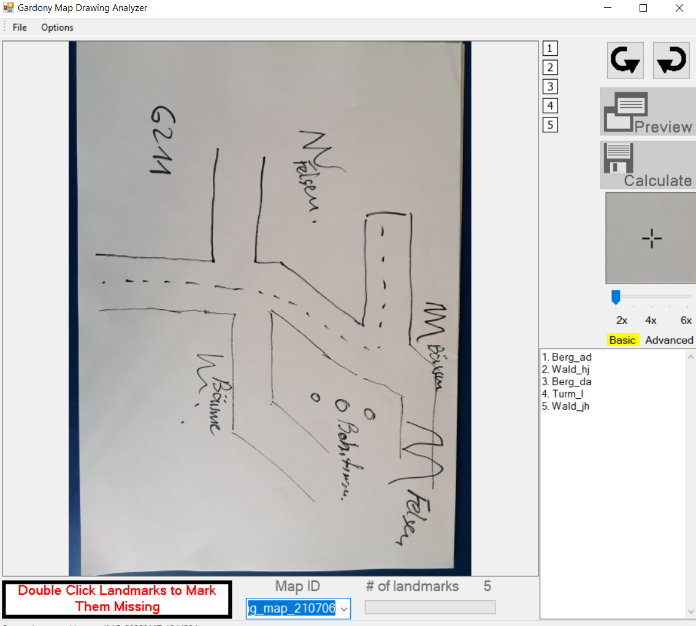 Gardony Map Drawing Analyzer
File Options
6211
Felsen.
Bäume
Bäume
Felsen
1
2
3
4
5
Preview
Calculate
2x 4x 6x
Basic Advanced
1. Berg_ad
2. Wald_hj
3. Berg_da
4. Turm_l
5. Wald_jh
Double Click Landmarks to Mark
Them Missing
Map ID
g_map_210706
# of landmarks 5